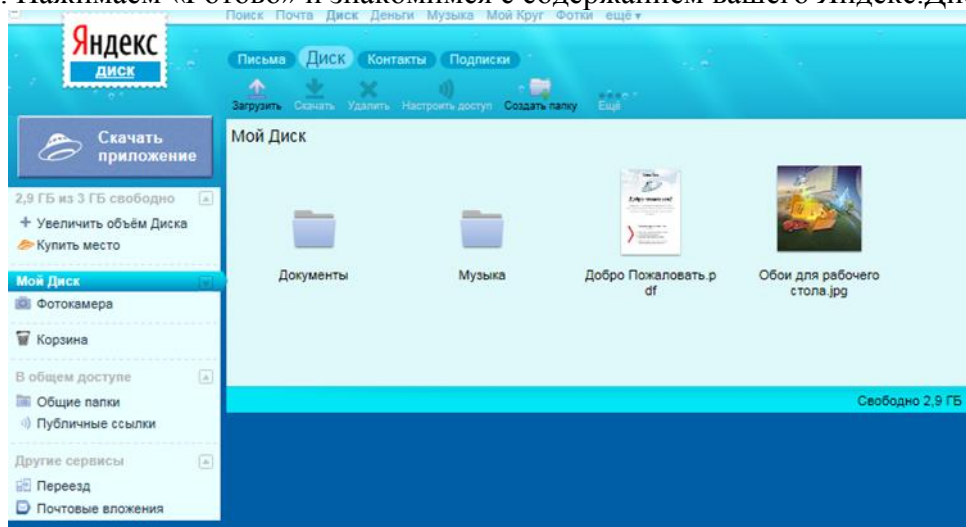 . Нажимаем «Готово» и знакомимся с содержанием вашего Яндекс.Ди
Поиск Почта Диск Деньги Музыка Мой Круг Фотки ещё ▾
Яндекс
диск
Письма Диск Контакты Подписки
Загрузить Скачать Удалить Настроить доступ Создать папку Ещё
Скачать
приложение
Мой Диск
2,9 ГБ из 3 ГБ свободно
+ Увеличить объём Диска
Купить место
Мой Диск
Фотокамера
Корзина
В общем доступе
Общие папки
Публичные ссылки
Другие сервисы
Переезд
Почтовые вложения
Документы
Музыка
Добро Пожаловать.p
df
Обои для рабочего
стола.jpg
Свободно 2,9 ГБ